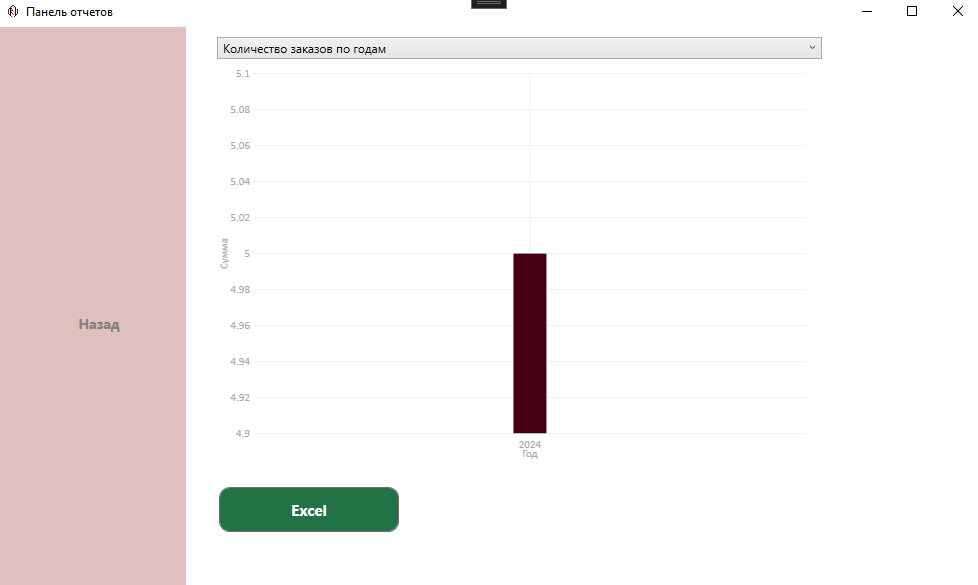 Панель отчетов
Количество заказов по годам
5.1
5.08
5.06
5.04
5.02
5
4.98
4.96
4.94
4.92
4.9
Сумма
2024
Год
Назад
Excel